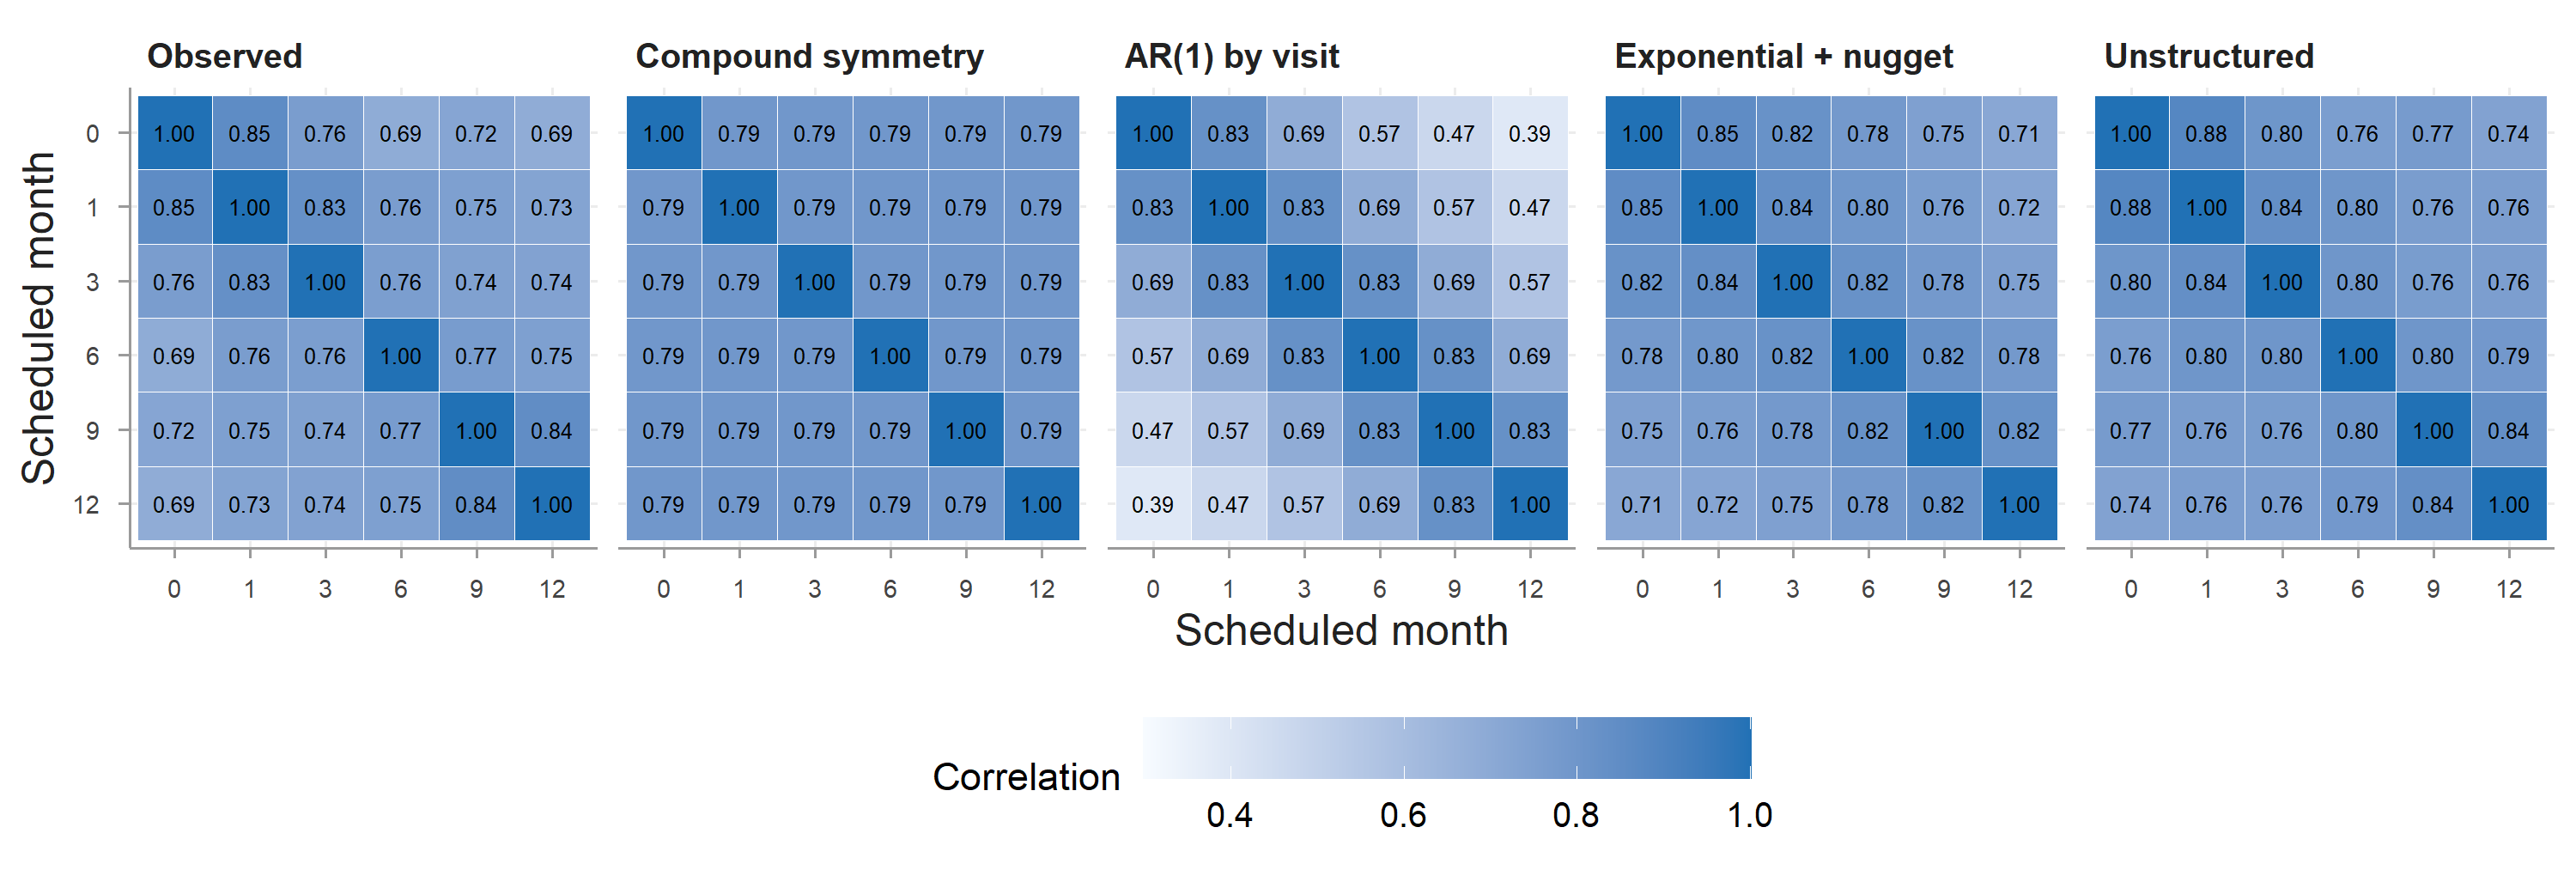 Observed Compound symmetry AR(1) by visit Exponential + nugget Unstructured
Scheduled month
0 1.00 0.85 0.76 0.69 0.72 0.69 1.00 0.79 0.79 0.79 0.79 0.79 1.00 0.83 0.69 0.57 0.47 0.39 1.00 0.85 0.82 0.78 0.75 0.71 1.00 0.88 0.80 0.76 0.77 0.74
1 0.85 1.00 0.83 0.76 0.75 0.73 0.79 1.00 0.79 0.79 0.79 0.79 0.83 1.00 0.83 0.69 0.57 0.47 0.85 1.00 0.84 0.80 0.76 0.72 0.88 1.00 0.84 0.80 0.76 0.76
3 0.76 0.83 1.00 0.76 0.74 0.74 0.79 0.79 1.00 0.79 0.79 0.79 0.69 0.83 1.00 0.83 0.69 0.57 0.82 0.84 1.00 0.82 0.78 0.75 0.80 0.84 1.00 0.80 0.76 0.76
6 0.69 0.76 0.76 1.00 0.77 0.75 0.79 0.79 0.79 1.00 0.79 0.79 0.57 0.69 0.83 1.00 0.83 0.69 0.78 0.80 0.82 1.00 0.82 0.78 0.76 0.80 0.80 1.00 0.80 0.79
9 0.72 0.75 0.74 0.77 1.00 0.84 0.79 0.79 0.79 0.79 1.00 0.79 0.47 0.57 0.69 0.83 1.00 0.83 0.75 0.76 0.78 0.82 1.00 0.82 0.77 0.76 0.76 0.80 1.00 0.84
12 0.69 0.73 0.74 0.75 0.84 1.00 0.79 0.79 0.79 0.79 0.79 1.00 0.39 0.47 0.57 0.69 0.83 1.00 0.71 0.72 0.75 0.78 0.82 1.00 0.74 0.76 0.76 0.79 0.84 1.00
0 1 3 6 9 12 0 1 3 6 9 12 0 1 3 6 9 12 0 1 3 6 9 12 0 1 3 6 9 12
Scheduled month
Correlation
0.4 0.6 0.8 1.0